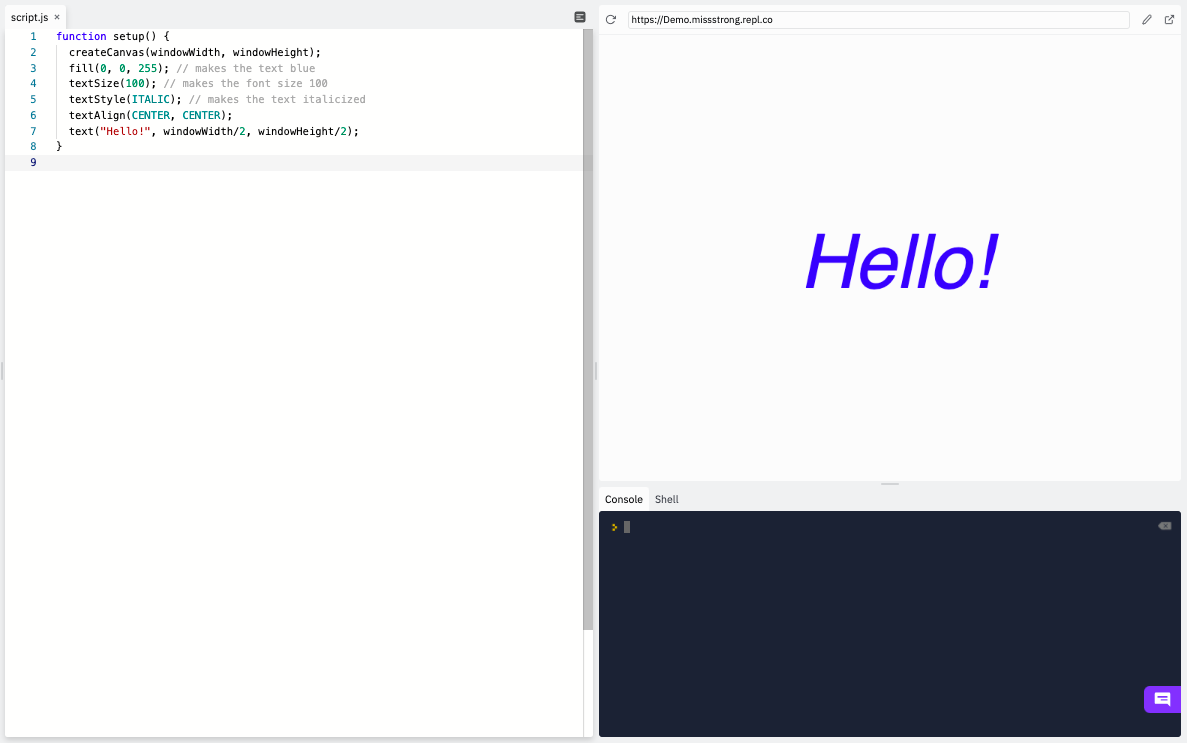 script.js ×
1 function setup() {
2   createCanvas(windowWidth, windowHeight);
3   fill(0, 0, 255); // makes the text blue
4   textSize(100); // makes the font size 100
5   textStyle(ITALIC); // makes the text italicized
6   textAlign(CENTER, CENTER);
7   text("Hello!", windowWidth/2, windowHeight/2);
8 }
9
https://Demo.missstrong.repl.co
Hello!
Console Shell